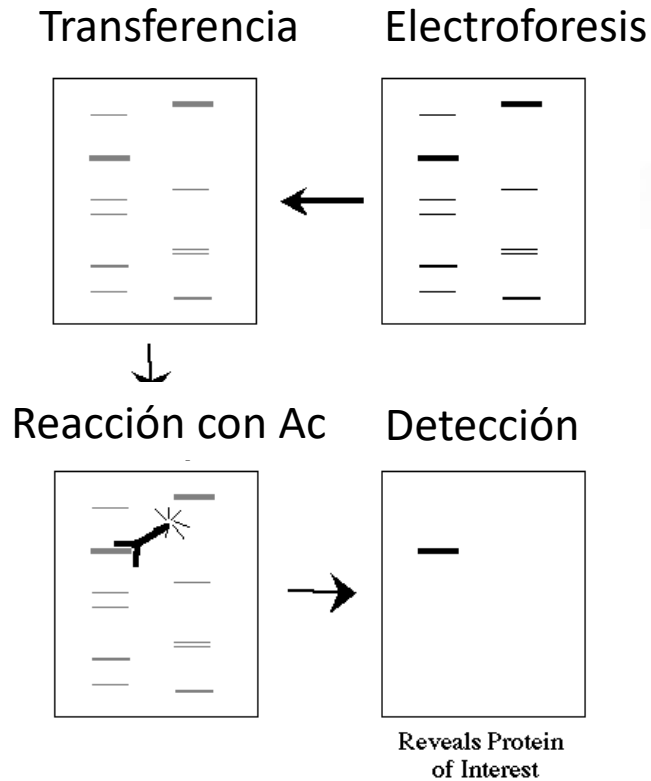 Transferencia
Electroforesis
Reacción con Ac
Detección
Reveals Protein
of Interest